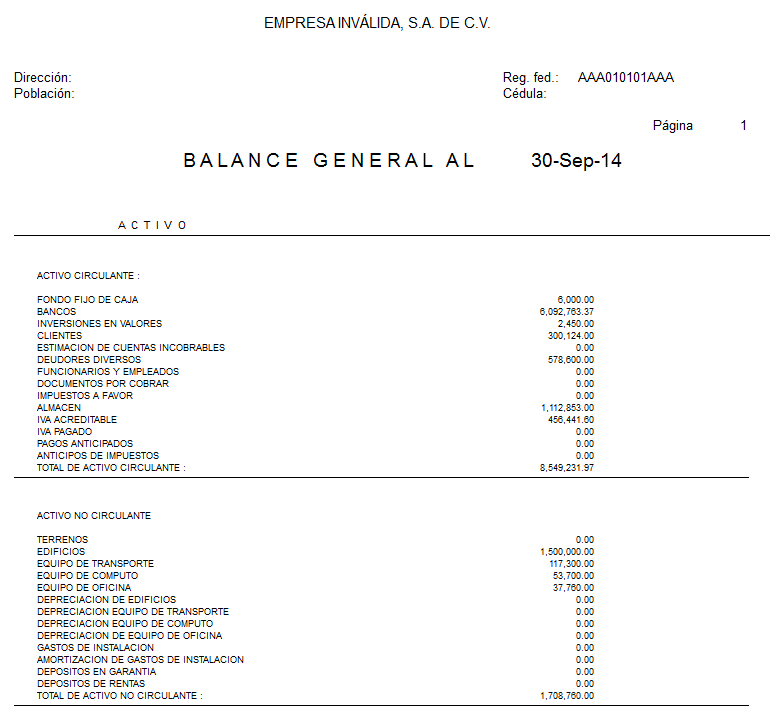 EMPRESA INVÁLIDA, S.A. DE C.V.
Dirección: Reg. fed.: AAA010101AAA
Población: Cédula:
Página 1
BALANCE GENERAL AL 30-Sep-14
ACTIVO
ACTIVO CIRCULANTE :
FONDO FIJO DE CAJA 6,000.00
BANCOS 6,092,763.37
INVERSIONES EN VALORES 2,450.00
CLIENTES 300,124.00
ESTIMACION DE CUENTAS INCOBRABLES 0.00
DEUDORES DIVERSOS 578,600.00
FUNCIONARIOS Y EMPLEADOS 0.00
DOCUMENTOS POR COBRAR 0.00
IMPUESTOS A FAVOR 0.00
ALMACEN 1,112,853.00
IVA ACREDITABLE 456,441.60
IVA PAGADO 0.00
PAGOS ANTICIPADOS 0.00
ANTICIPOS DE IMPUESTOS 0.00
TOTAL DE ACTIVO CIRCULANTE : 8,549,231.97
ACTIVO NO CIRCULANTE
TERRENOS 0.00
EDIFICIOS 1,500,000.00
EQUIPO DE TRANSPORTE 117,300.00
EQUIPO DE COMPUTO 53,700.00
EQUIPO DE OFICINA 37,760.00
DEPRECIACION DE EDIFICIOS 0.00
DEPRECIACION EQUIPO DE TRANSPORTE 0.00
DEPRECIACION EQUIPO DE COMPUTO 0.00
DEPRECIACION DE EQUIPO DE OFICINA 0.00
GASTOS DE INSTALACION 0.00
AMORTIZACION DE GASTOS DE INSTALACION 0.00
DEPOSITOS EN GARANTIA 0.00
DEPOSITOS DE RENTAS 0.00
TOTAL DE ACTIVO NO CIRCULANTE : 1,708,760.00